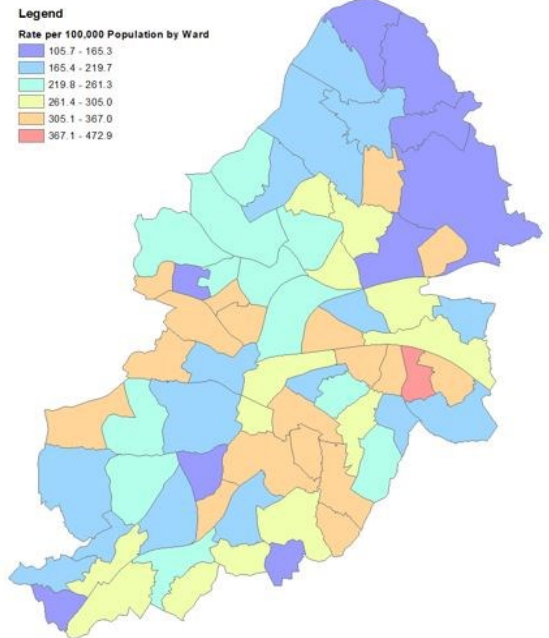 Legend
Rate per 100,000 Population by Ward
105.7 - 165.3
165.4 - 219.7
219.8 - 261.3
261.4 - 305.0
305.1 - 367.0
367.1 - 472.9